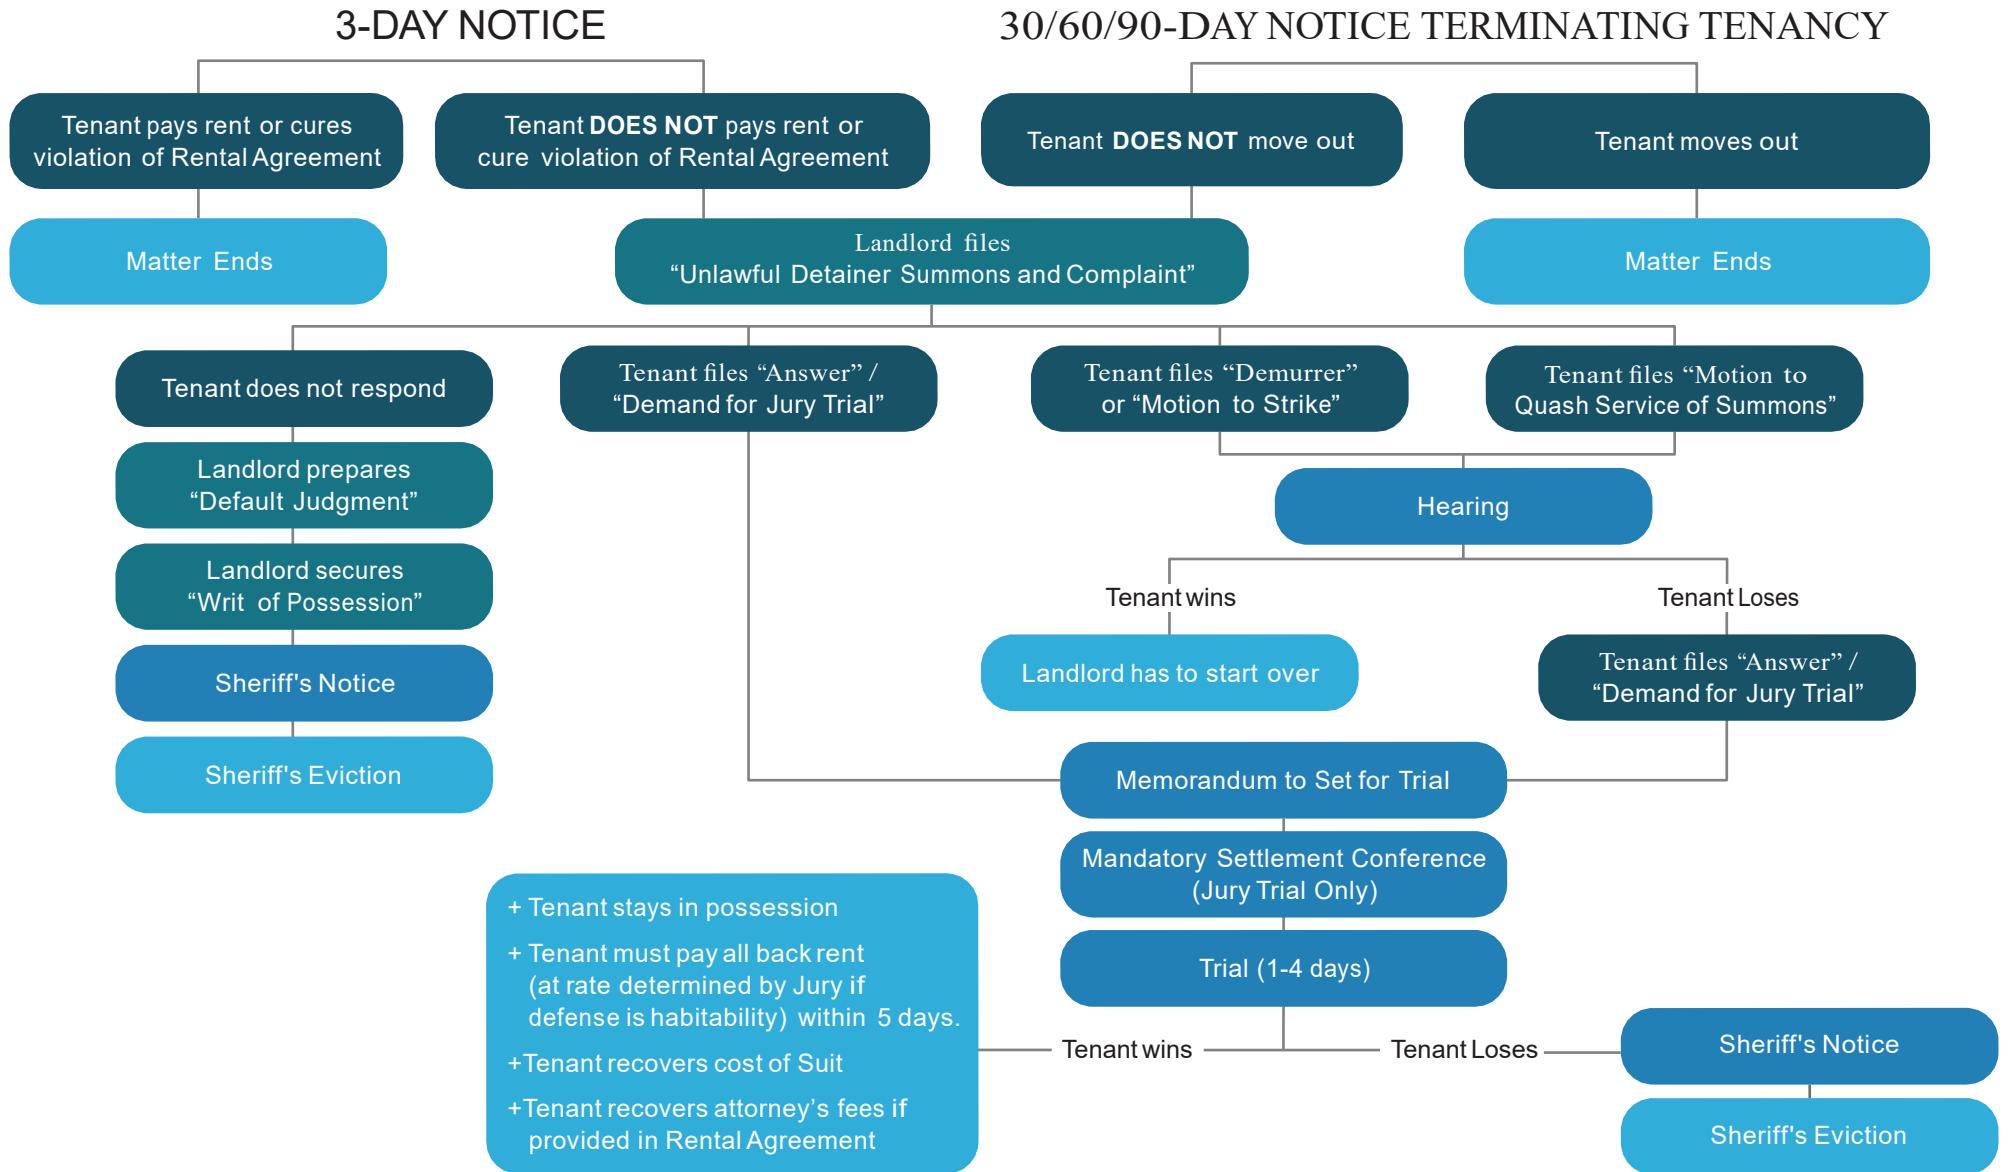 3-DAY NOTICE
30/60/90-DAY NOTICE TERMINATING TENANCY
Tenant pays rent or cures
violation of Rental Agreement
Tenant DOES NOT pays rent or
cure violation of Rental Agreement
Tenant DOES NOT move out
Tenant moves out
Matter Ends
Landlord files
“Unlawful Detainer Summons and Complaint”
Matter Ends
Tenant does not respond
Tenant files “Answer” /
“Demand for Jury Trial”
Tenant files “Demurrer”
or “Motion to Strike”
Tenant files “Motion to
Quash Service of Summons”
Landlord prepares
“Default Judgment”
Hearing
Landlord secures
“Writ of Possession”
Tenant wins
Tenant Loses
Sheriff's Notice
Landlord has to start over
Tenant files “Answer” /
“Demand for Jury Trial”
Sheriff's Eviction
Memorandum to Set for Trial
Mandatory Settlement Conference
(Jury Trial Only)
Trial (1-4 days)
+ Tenant stays in possession
+ Tenant must pay all back rent
(at rate determined by Jury if
defense is habitability) within 5 days.
+Tenant recovers cost of Suit
+Tenant recovers attorney’s fees if
provided in Rental Agreement
Tenant wins
Tenant Loses
Sheriff's Notice
Sheriff's Eviction